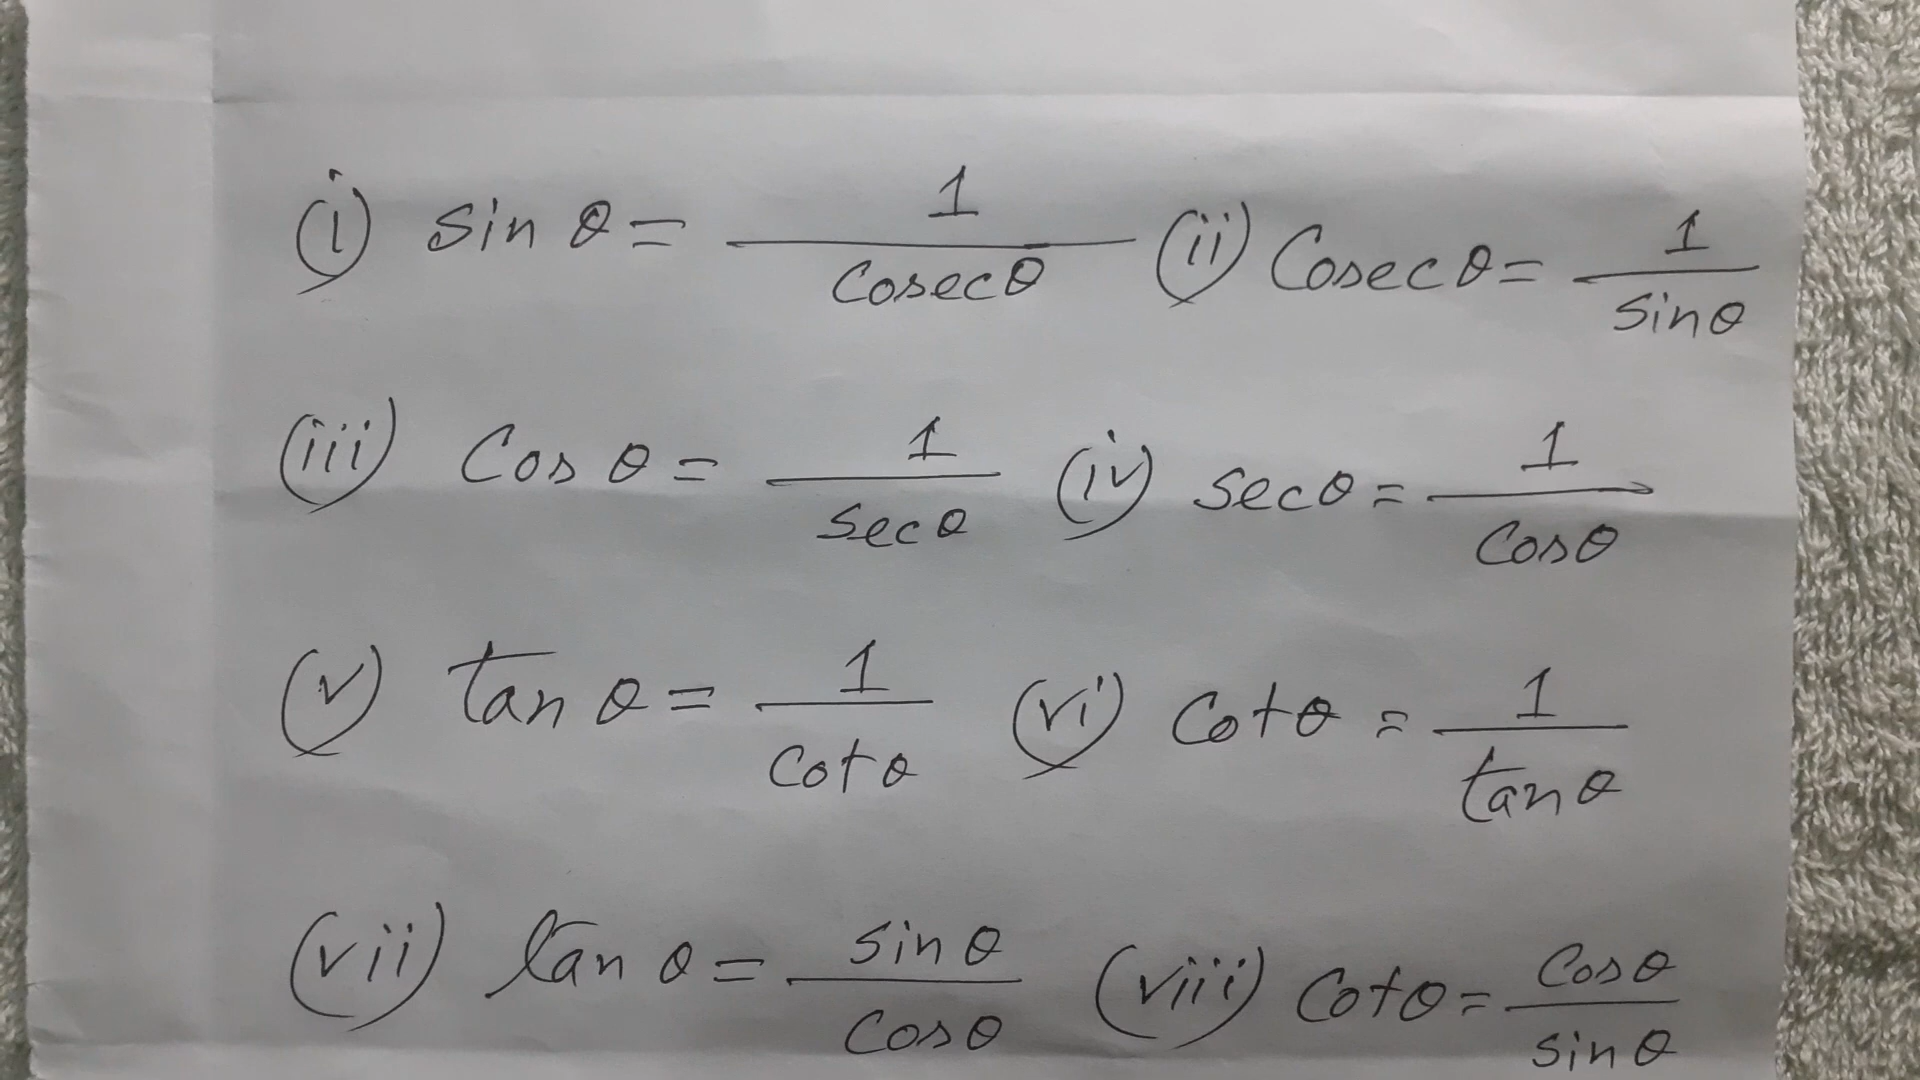 (i) sin θ = 1/cosec θ (ii) Cosec θ = 1/sin θ
(iii) Cos θ = 1/sec θ (iv) sec θ = 1/cos θ
(v) tan θ = 1/cot θ (vi) cot θ = 1/tan θ
(vii) tan θ = sin θ/cos θ (viii) cot θ = cos θ/sin θ